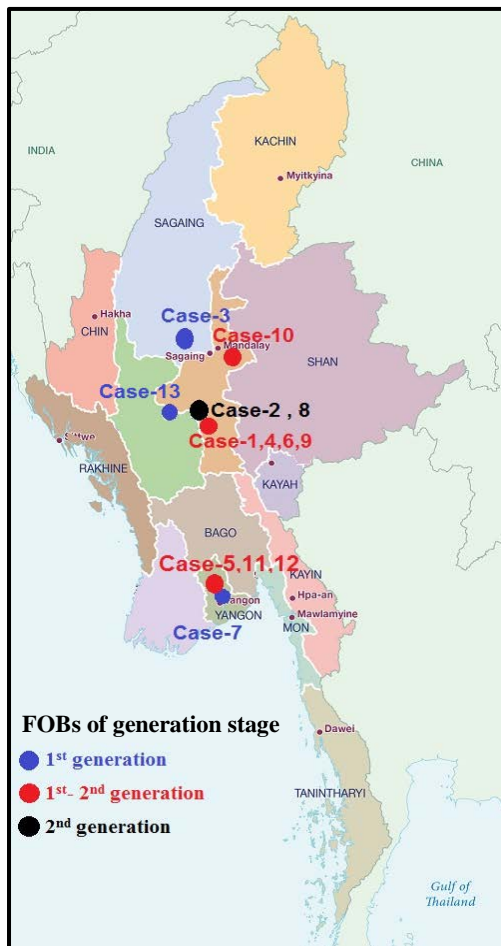 KACHIN
INDIA
CHINA
Myitkyina
SAGAING
Hakha
CHIN
Case-3
Case-10
Mandalay
Sagaing
SHAN
Case-13
Case-2 , 8
Case-1,4,6,9
RAKHINE
KAYAH
BAGO
Case-5,11,12
KAYIN
Hpa-an
YANGON
Mawlamyine
MON
Case-7
FOBs of generation stage
Dawei
1st generation
1st- 2nd generation
TANINTHARYI
2nd generation
Gulf of
Thailand